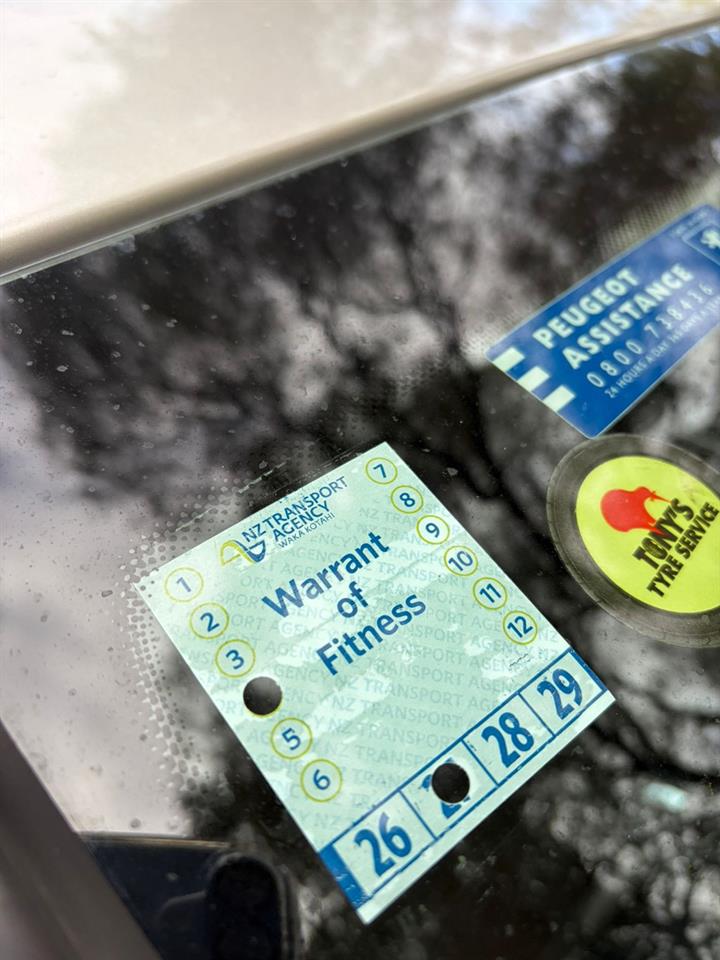 PEUGEOT
ASSISTANCE
0800 738436
24 HOURS A DAY
TONY'S
TYRE SERVICE
NZ TRANSPORT
AGENCY
WAKA KOTAHI
Warrant
of
Fitness
1
2
3
5
6
7
8
9
10
11
12
26
28
29